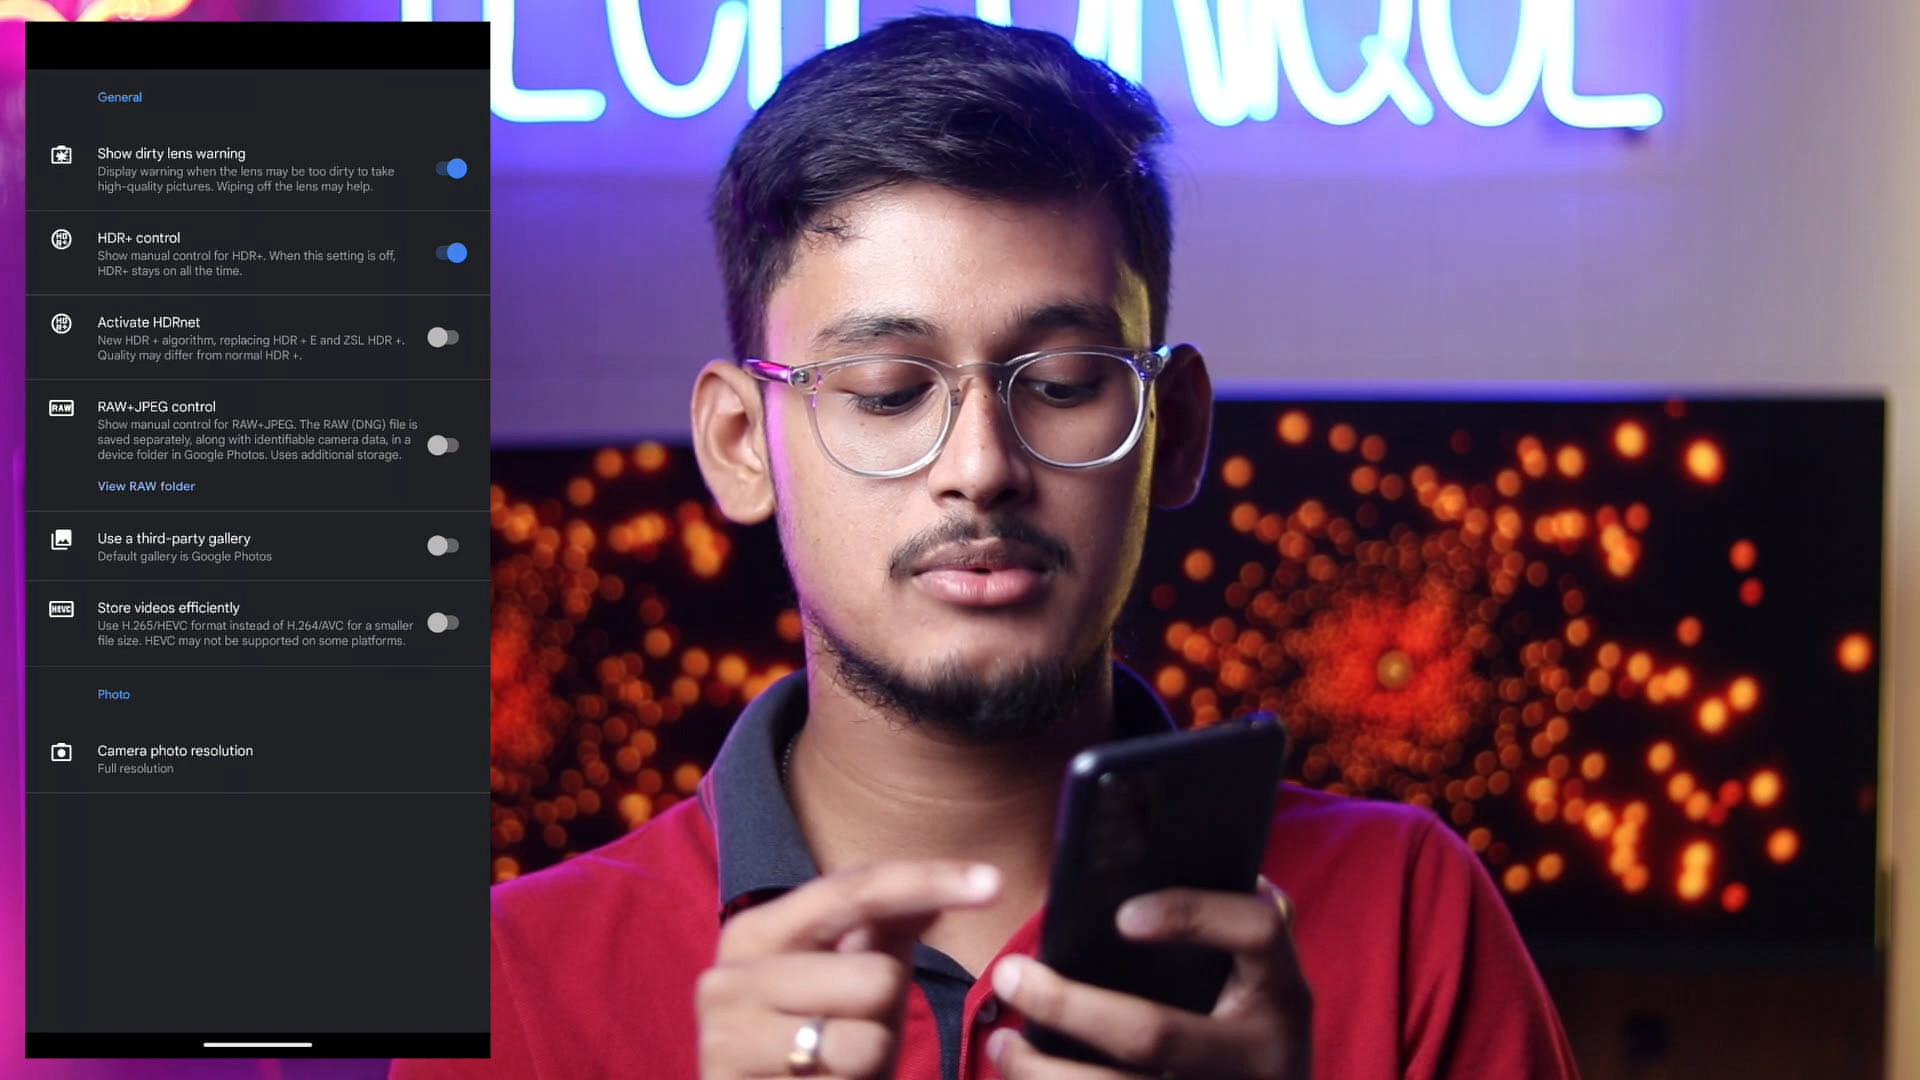 TECHNIQUE
General
Show dirty lens warning
Display warning when the lens may be too dirty to take
high-quality pictures. Wiping off the lens may help.
HDR+ control
Show manual control for HDR+. When this setting is off,
HDR+ stays on all the time.
Activate HDRnet
New HDR + algorithm, replacing HDR + E and ZSL HDR +.
Quality may differ from normal HDR +.
RAW
RAW+JPEG control
Show manual control for RAW+JPEG. The RAW (DNG) file is
saved separately, along with identifiable camera data, in a
device folder in Google Photos. Uses additional storage.
View RAW folder
Use a third-party gallery
Default gallery is Google Photos
HEVC
Store videos efficiently
Use H.265/HEVC format instead of H.264/AVC for a smaller
file size. HEVC may not be supported on some platforms.
Photo
Camera photo resolution
Full resolution